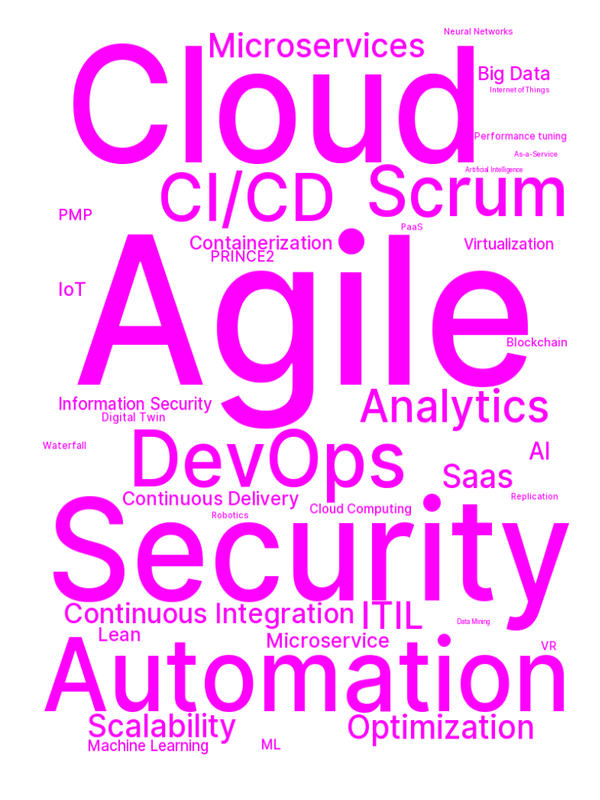 Neural Networks
Microservices
Cloud
Big Data
Internet of Things
Performance tuning
As-a-Service
Artificial Intelligence
CI/CD
Scrum
PMP
PaaS
Containerization
Virtualization
PRINCE2
IoT
Agile
Blockchain
Information Security
Analytics
Digital Twin
Waterfall
DevOps
AI
Saas
Continuous Delivery
Replication
Cloud Computing
Robotics
Security
Continuous Integration
ITIL
Data Mining
Lean
Microservice
VR
Automation
Scalability
Optimization
Machine Learning
ML